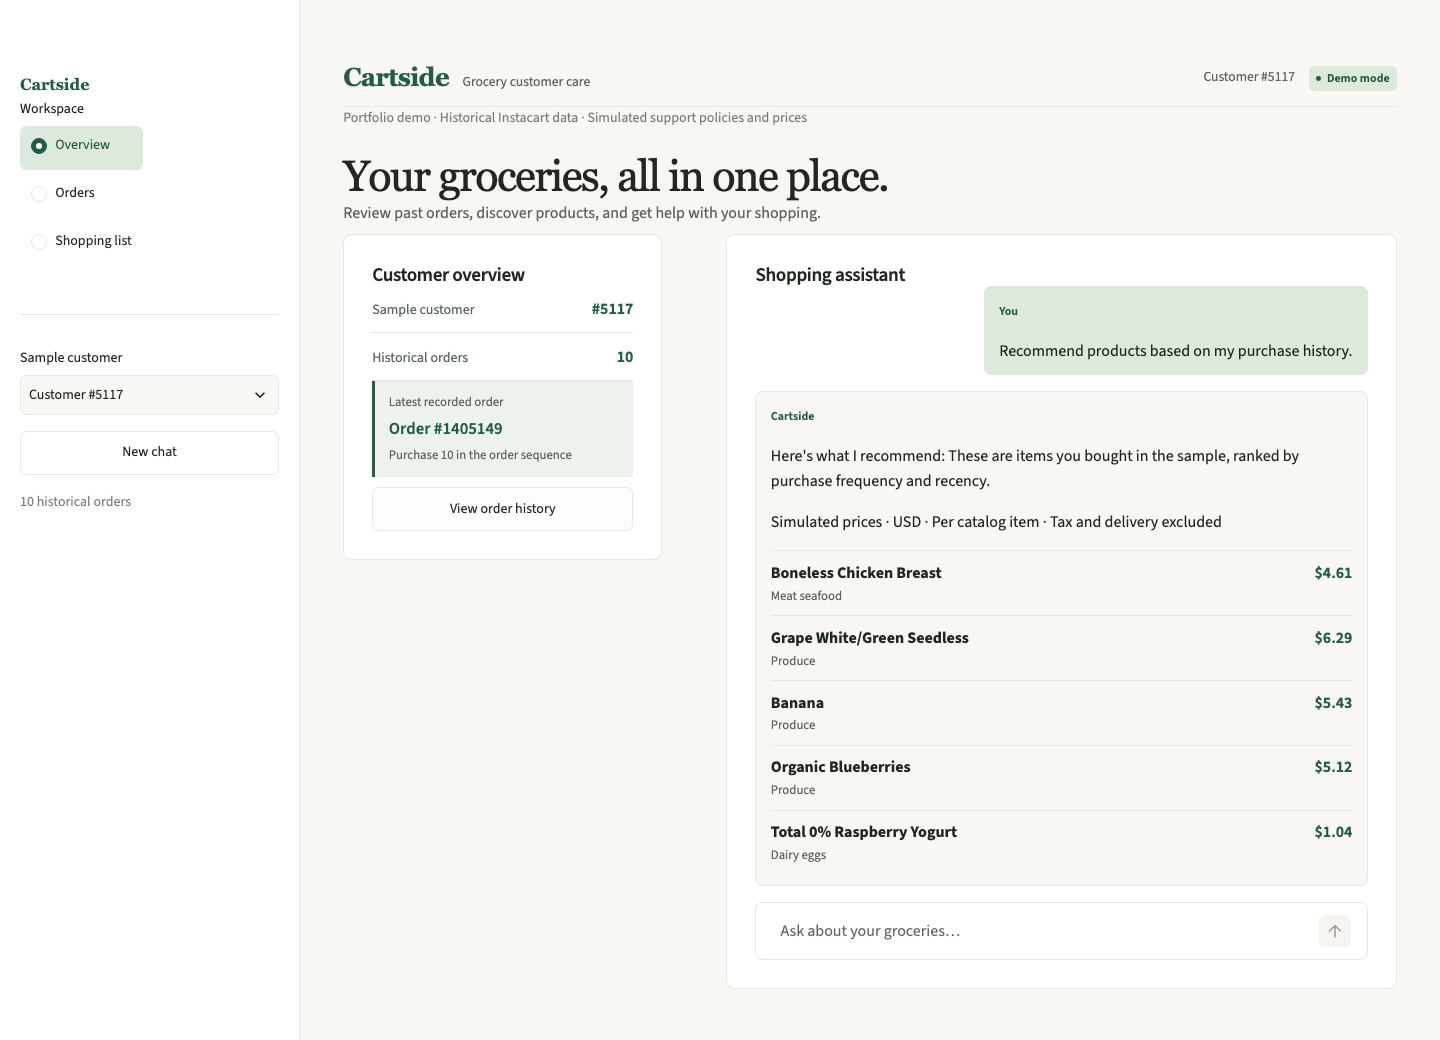 Cartside
Workspace
Overview
Orders
Shopping list
Sample customer
Customer #5117
New chat
10 historical orders
Cartside
Grocery customer care
Customer #5117
Demo mode
Portfolio demo · Historical Instacart data · Simulated support policies and prices
Your groceries, all in one place.
Review past orders, discover products, and get help with your shopping.
Customer overview
Sample customer
#5117
Historical orders
10
Latest recorded order
Order #1405149
Purchase 10 in the order sequence
View order history
Shopping assistant
You
Recommend products based on my purchase history.
Cartside
Here's what I recommend: These are items you bought in the sample, ranked by
purchase frequency and recency.
Simulated prices · USD · Per catalog item · Tax and delivery excluded
Boneless Chicken Breast
$4.61
Meat seafood
Grape White/Green Seedless
$6.29
Produce
Banana
$5.43
Produce
Organic Blueberries
$5.12
Produce
Total 0% Raspberry Yogurt
$1.04
Dairy eggs
Ask about your groceries…